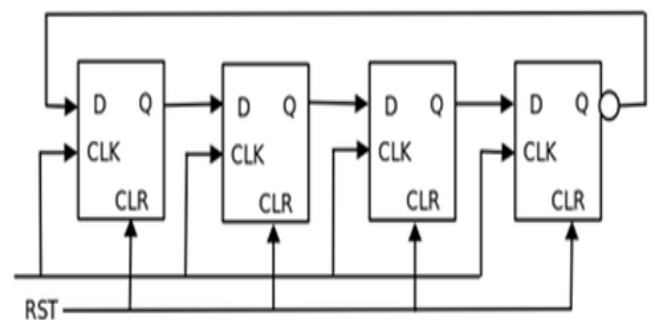 D Q D Q D Q D Q
CLK CLK CLK CLK
CLR CLR CLR CLR
RST